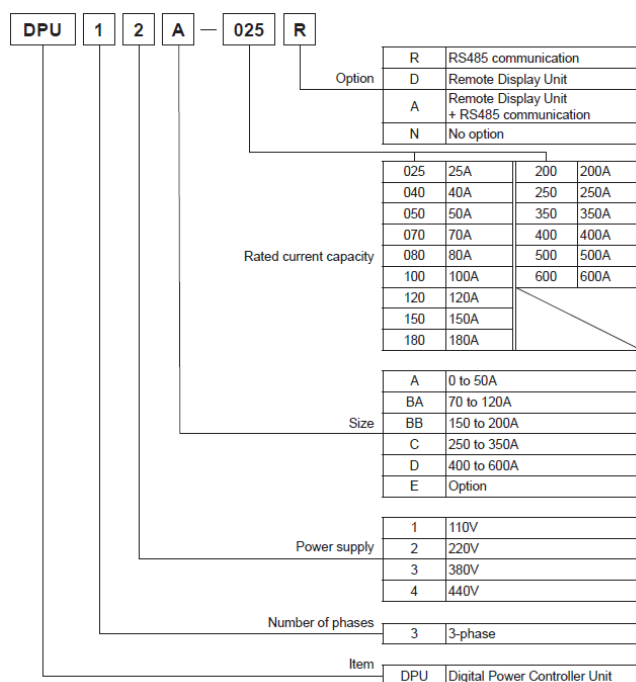 DPU 1 2 A — 025 R
Option
R RS485 communication
D Remote Display Unit
A Remote Display Unit
+ RS485 communication
N No option
Rated current capacity
025 25A 200 200A
040 40A 250 250A
050 50A 350 350A
070 70A 400 400A
080 80A 500 500A
100 100A 600 600A
120 120A
150 150A
180 180A
Size
A 0 to 50A
BA 70 to 120A
BB 150 to 200A
C 250 to 350A
D 400 to 600A
E Option
Power supply
1 110V
2 220V
3 380V
4 440V
Number of phases
3 3-phase
Item
DPU Digital Power Controller Unit